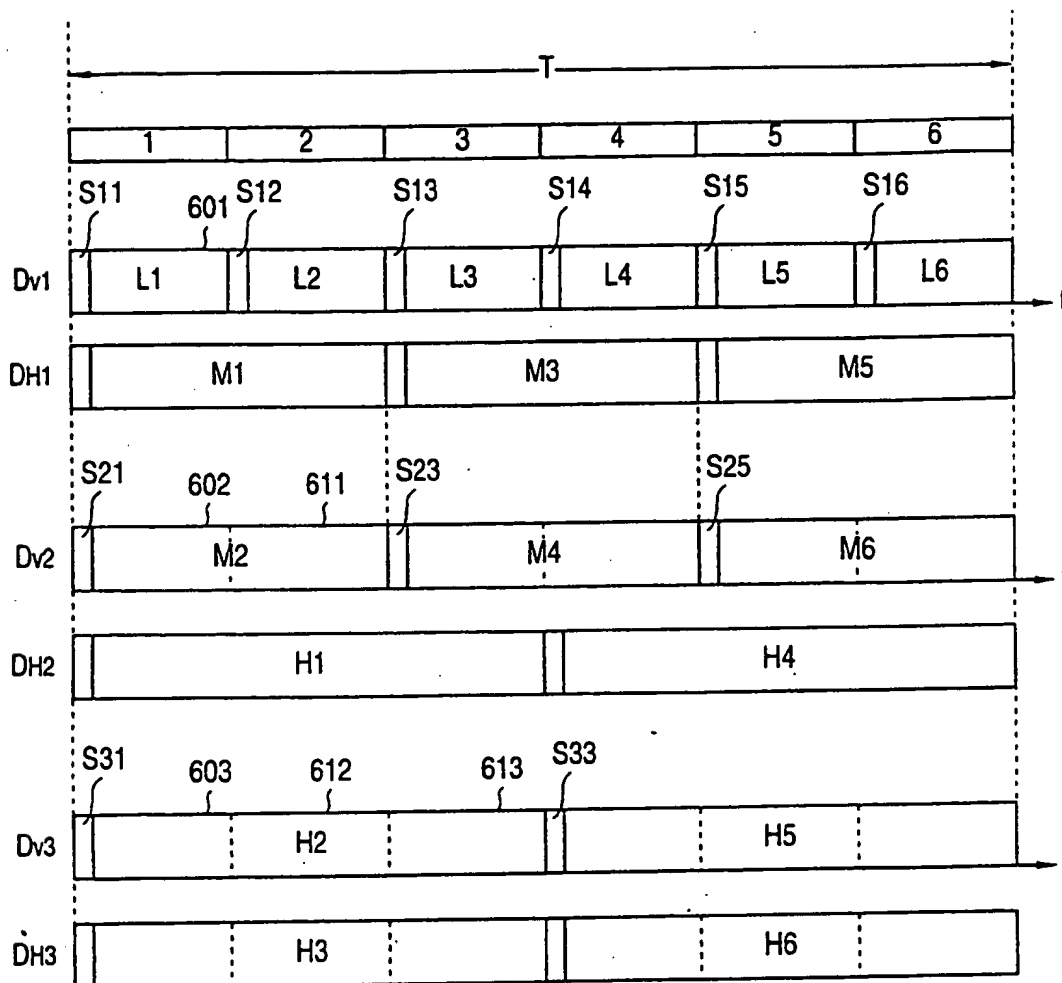 T
1 2 3 4 5 6
S11 601 S12 S13 S14 S15 S16
Dv1 L1 L2 L3 L4 L5 L6
DH1 M1 M3 M5
S21 602 611 S23 S25
Dv2 M2 M4 M6
DH2 H1 H4
S31 603 612 613 S33
Dv3 H2 H5
DH3 H3 H6